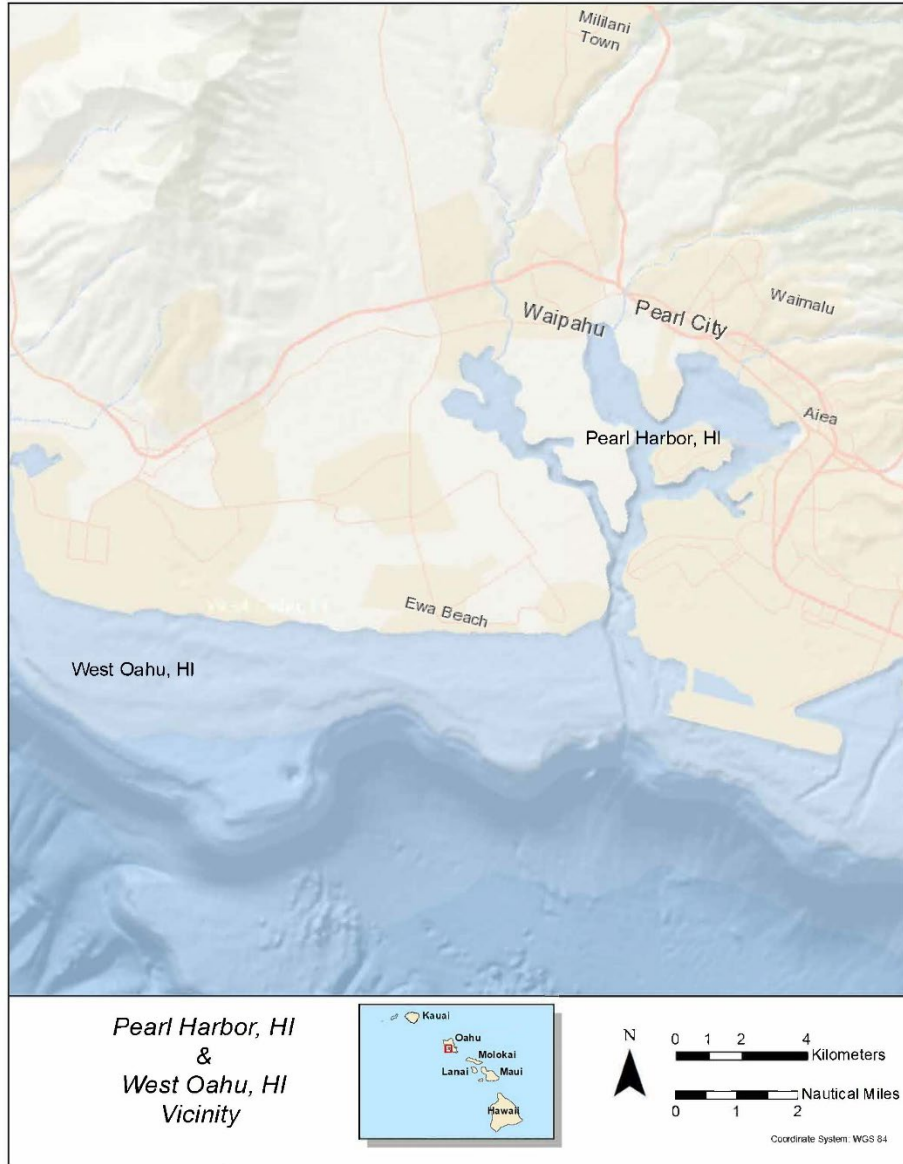 Mililani
Town
Waipahu
Pearl City
Waimalu
Aiea
Pearl Harbor, HI
Ewa Beach
West Oahu, HI
Pearl Harbor, HI
&
West Oahu, HI
Vicinity
Kauai
Oahu
Molokai
Lanai
Maui
Hawaii
N
0 1 2 4
Kilometers
Nautical Miles
0 1 2
Coordinate System: WGS 84